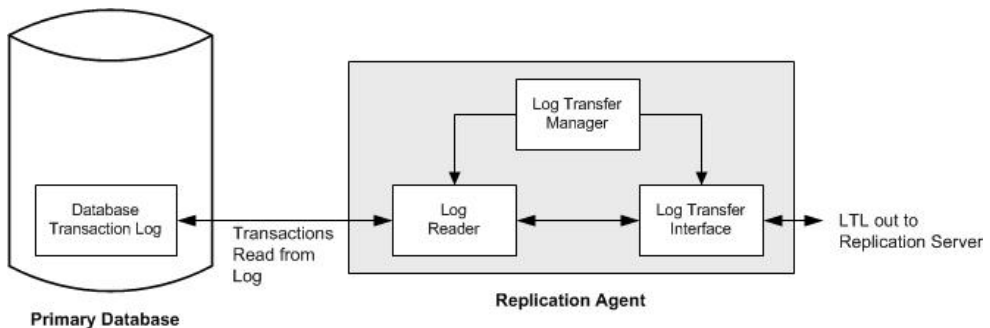 Log Transfer
Manager
Database
Transaction Log
Log
Reader
Log Transfer
Interface
Transactions
Read from
Log
LTL out to
Replication Server
Replication Agent
Primary Database